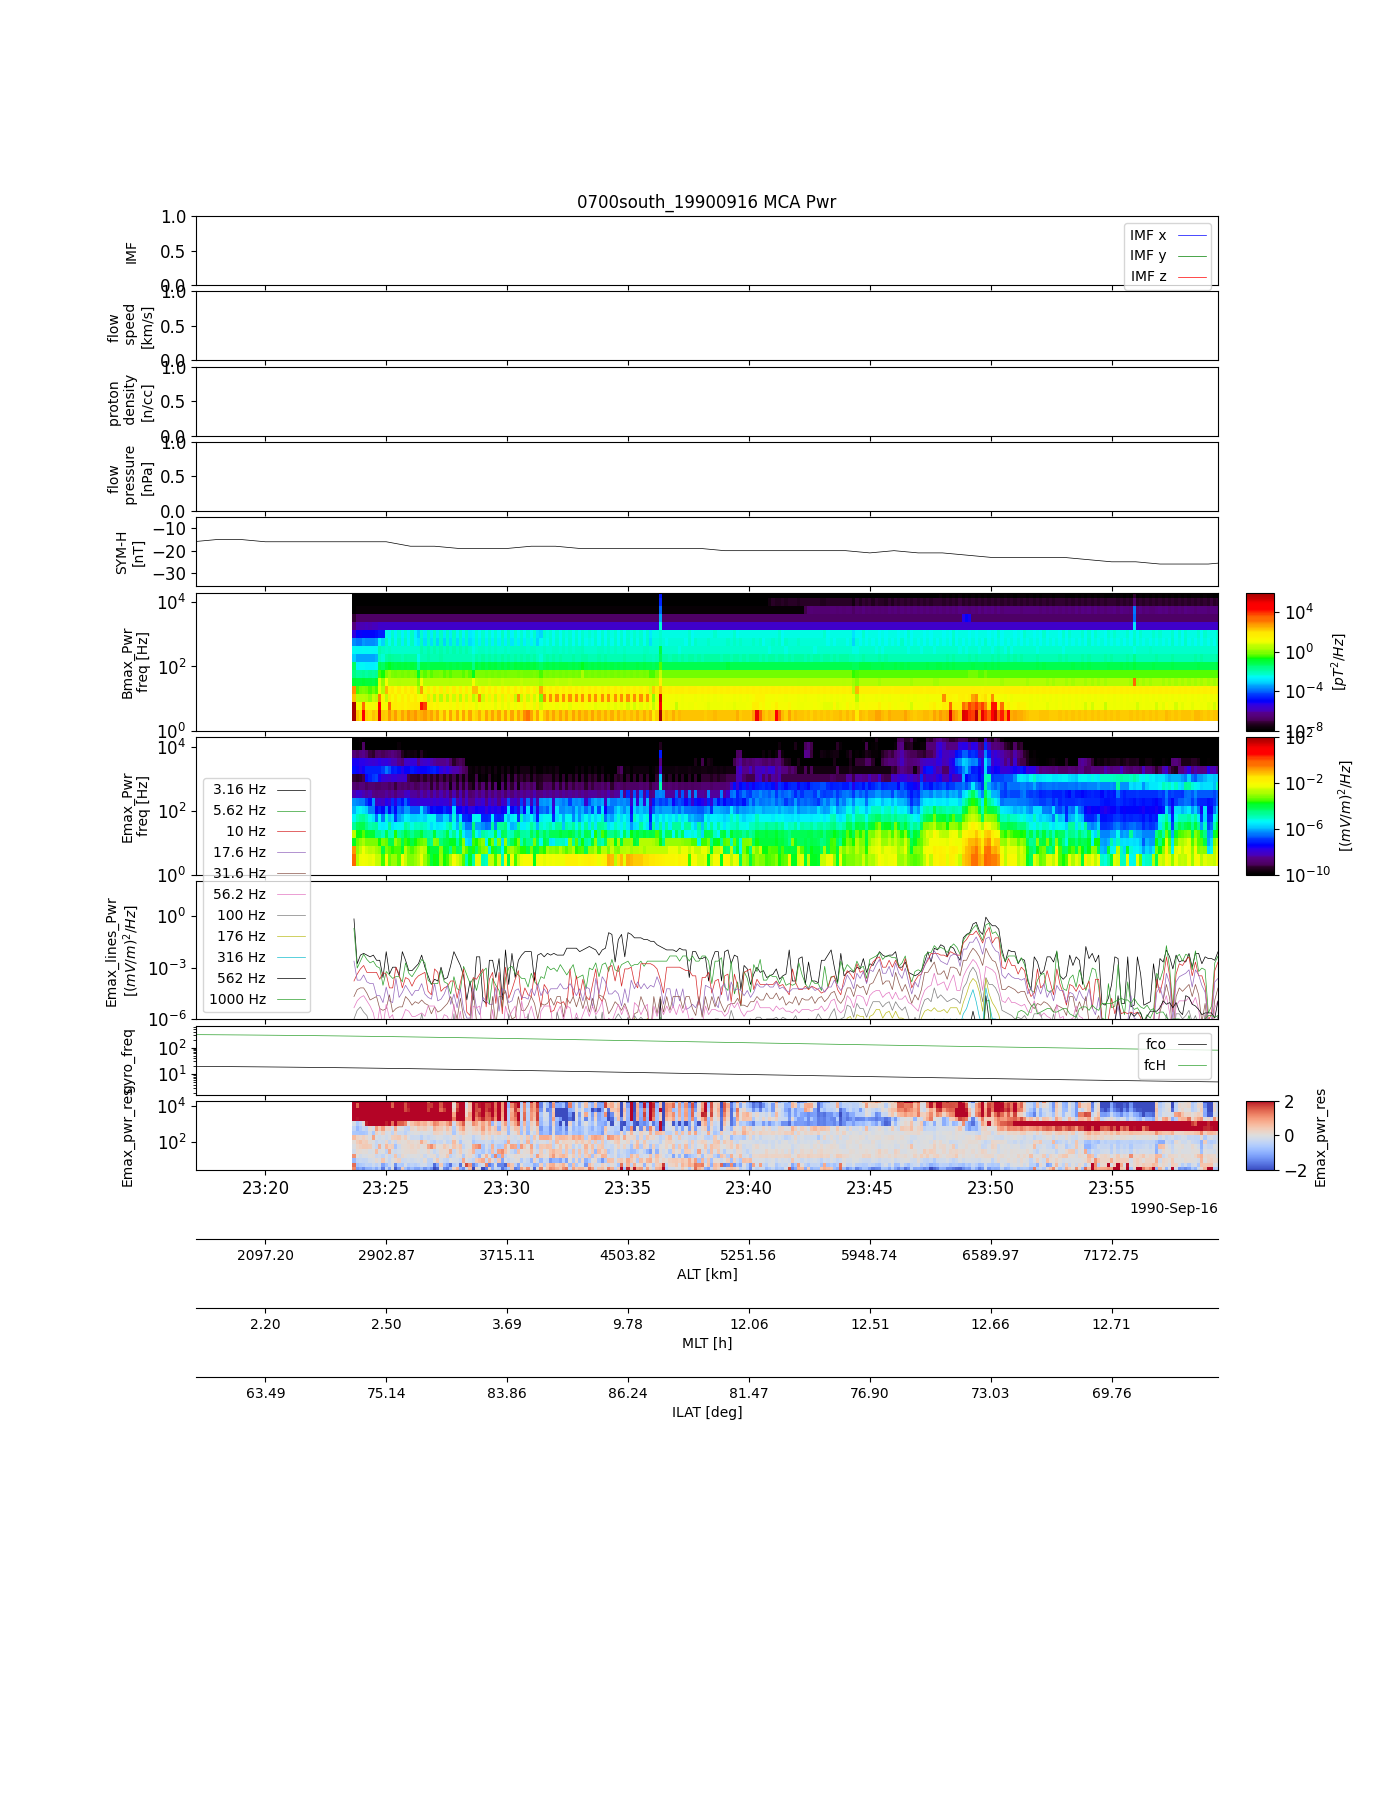 0700south_19900916 MCA Pwr
1.0
0.5
0.0
IMF
IMF x
IMF y
IMF z
1.0
0.5
0.0
flow
speed
[km/s]
1.0
0.5
0.0
proton
density
[n/cc]
1.0
0.5
0.0
flow
pressure
[nPa]
−10
−20
−30
SYM-H
[nT]
10^4
10^2
10^0
Bmax_Pwr
freq [Hz]
10^4
10^0
10^−4
10^−8
[pT^2/Hz]
10^4
10^2
10^0
Emax_Pwr
freq [Hz]
10^2
10^−2
10^−6
10^−10
[(mV/m)^2/Hz]
3.16 Hz
5.62 Hz
10 Hz
17.6 Hz
31.6 Hz
56.2 Hz
100 Hz
176 Hz
316 Hz
562 Hz
1000 Hz
10^0
10^−3
10^−6
Emax_lines_Pwr
[(mV/m)^2/Hz]
10^2
10^1
gyro_freq
fco
fcH
10^4
10^2
Emax_pwr_res
2
0
−2
Emax_pwr_res
23:20 23:25 23:30 23:35 23:40 23:45 23:50 23:55
1990-Sep-16
2097.20 2902.87 3715.11 4503.82 5251.56 5948.74 6589.97 7172.75
ALT [km]
2.20 2.50 3.69 9.78 12.06 12.51 12.66 12.71
MLT [h]
63.49 75.14 83.86 86.24 81.47 76.90 73.03 69.76
ILAT [deg]